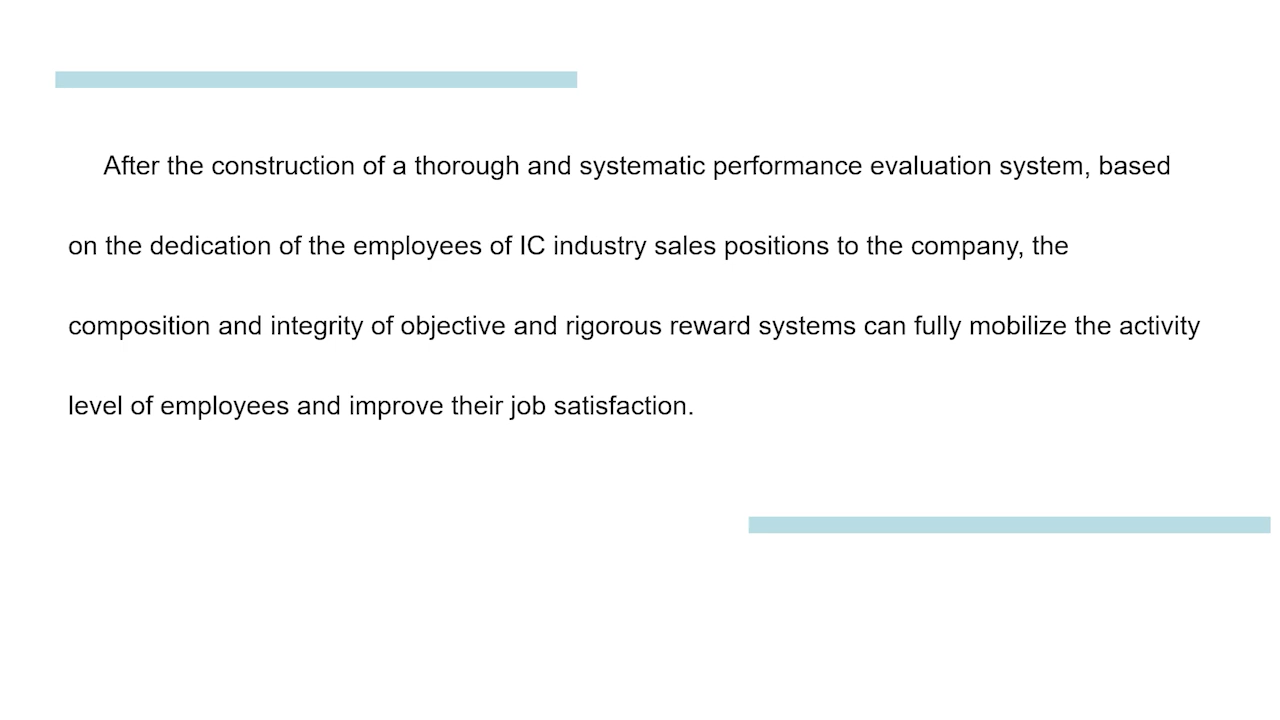 After the construction of a thorough and systematic performance evaluation system, based
on the dedication of the employees of IC industry sales positions to the company, the
composition and integrity of objective and rigorous reward systems can fully mobilize the activity
level of employees and improve their job satisfaction.